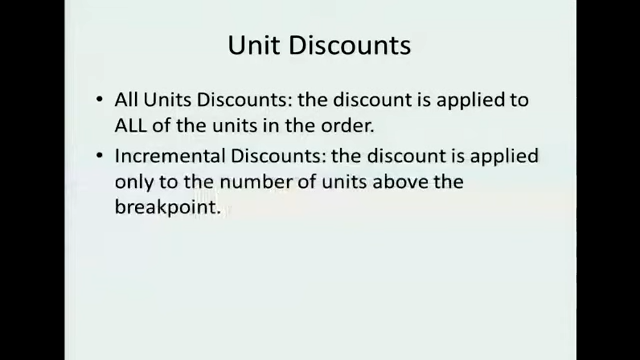 Unit Discounts
• All Units Discounts: the discount is applied to
ALL of the units in the order.
• Incremental Discounts: the discount is applied
only to the number of units above the
breakpoint.